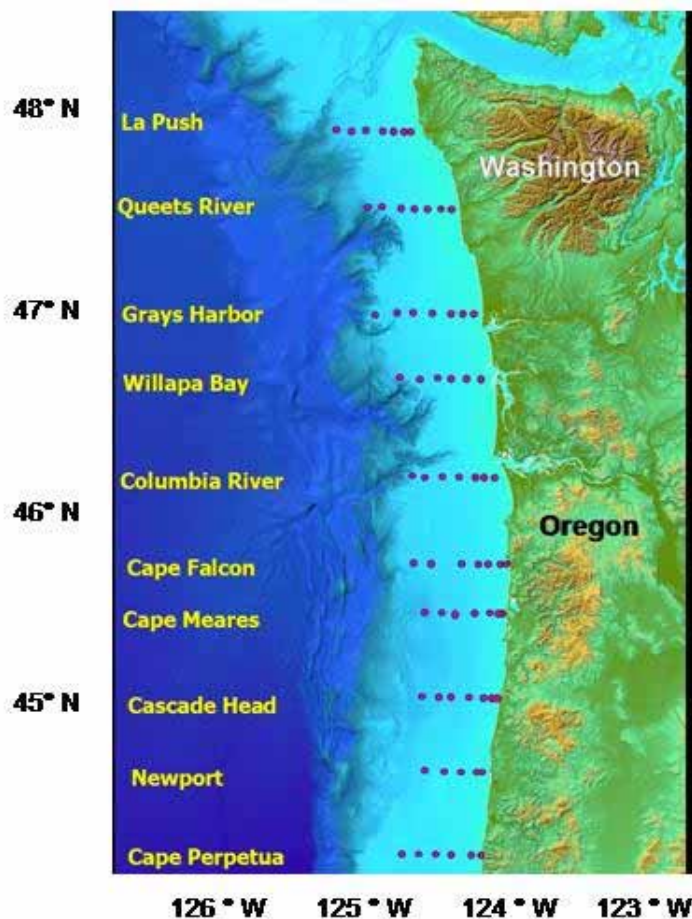 48° N
La Push
Washington
Queets River
47° N
Grays Harbor
Willapa Bay
Columbia River
46° N
Oregon
Cape Falcon
Cape Meares
45° N
Cascade Head
Newport
Cape Perpetua
126° W 125° W 124° W 123° W